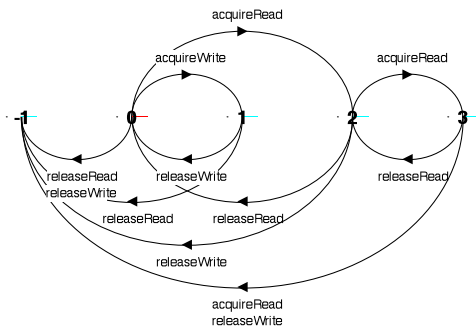 acquireRead
acquireWrite
acquireRead
-1
0
1
2
3
releaseRead
releaseWrite
releaseWrite
releaseRead
releaseRead
releaseRead
releaseWrite
acquireRead
releaseWrite